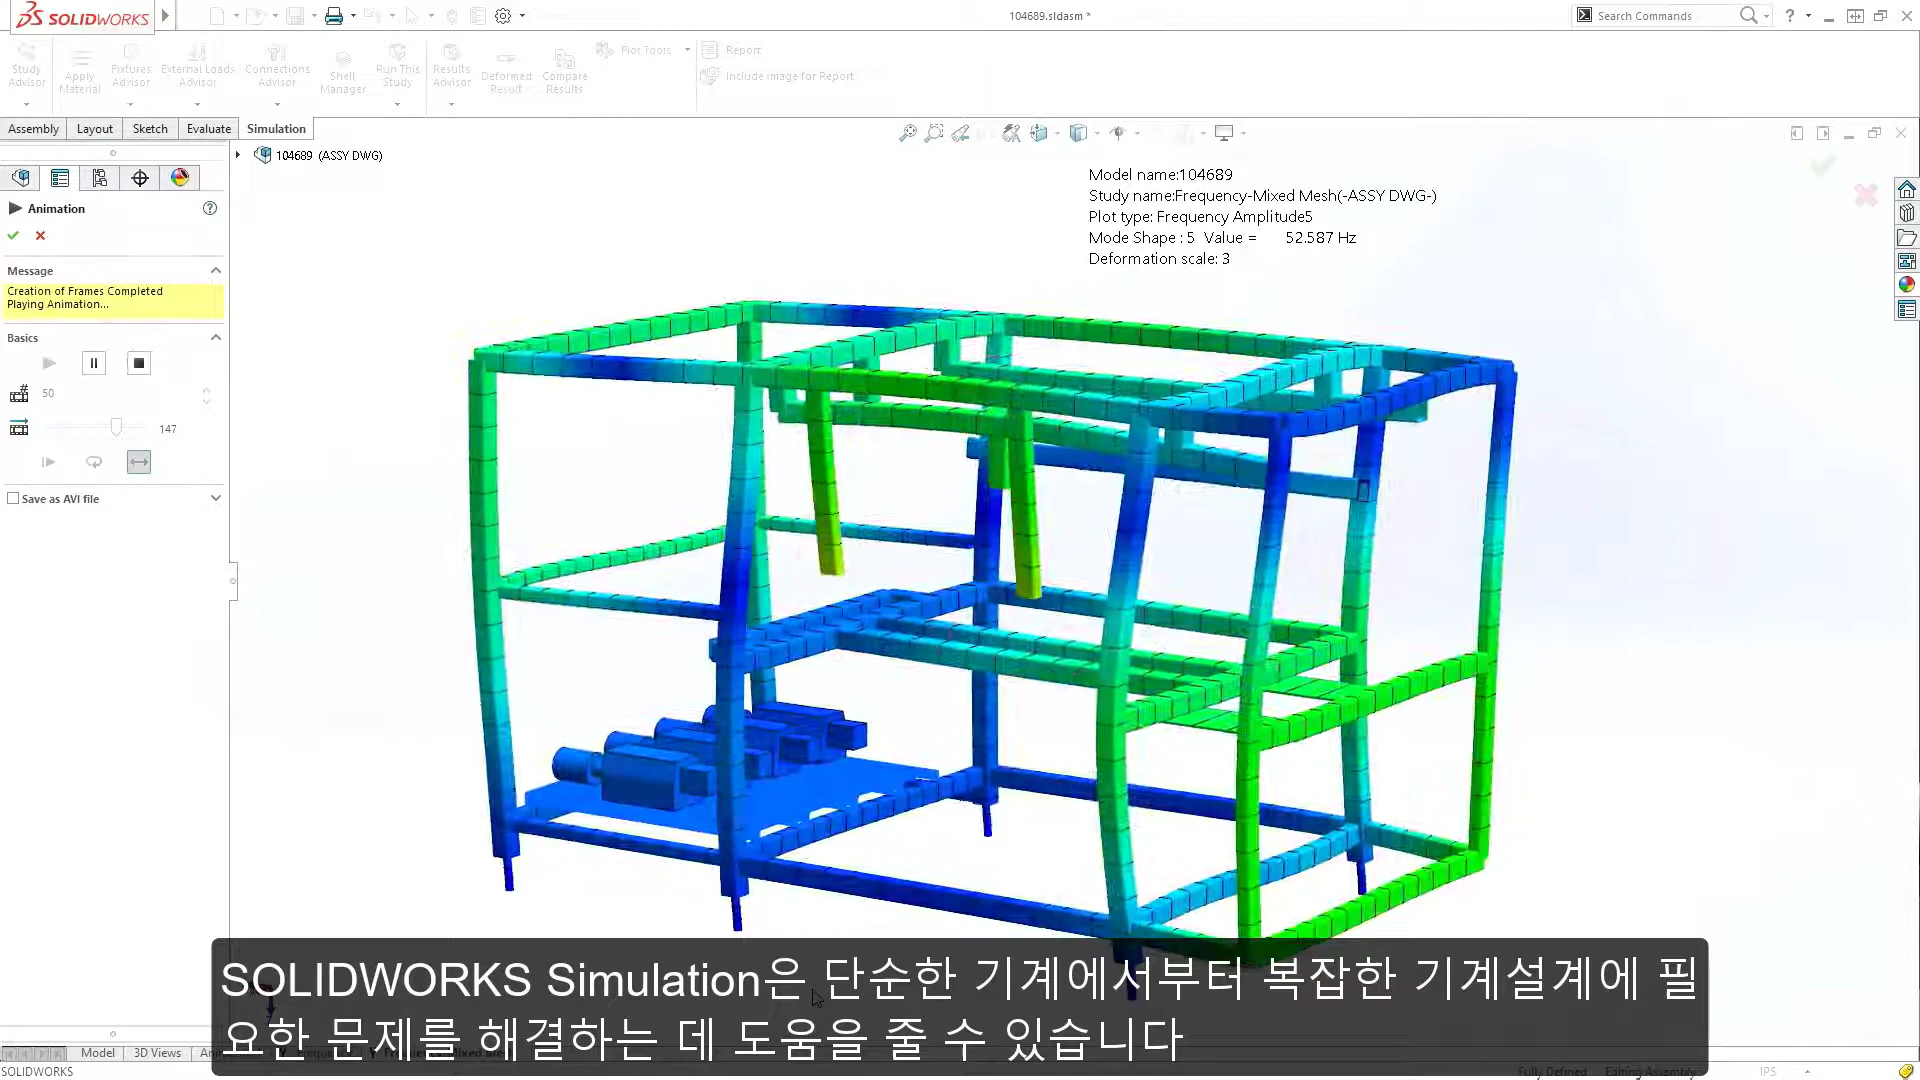 SOLIDWORKS
104689.sldasm *
Search Commands
Study Advisor
Apply Material
Fixtures Advisor
External Loads Advisor
Connections Advisor
Shell Manager
Run This Study
Results Advisor
Deformed Result
Compare Results
Plot Tools
Report
Include Image for Report
Assembly
Layout
Sketch
Evaluate
Simulation
104689 (ASSY DWG)
Model name:104689
Study name:Frequency-Mixed Mesh(-ASSY DWG-)
Plot type: Frequency Amplitude5
Mode Shape : 5 Value = 52.587 Hz
Deformation scale: 3
Animation
Message
Creation of Frames Completed
Playing Animation...
Basics
50
147
Save as AVI file
SOLIDWORKS Simulation은 단순한 기계에서부터 복잡한 기계설계에 필
요한 문제를 해결하는 데 도움을 줄 수 있습니다
Model
3D Views
SOLIDWORKS
Fully Defined
Editing Assembly
IPS